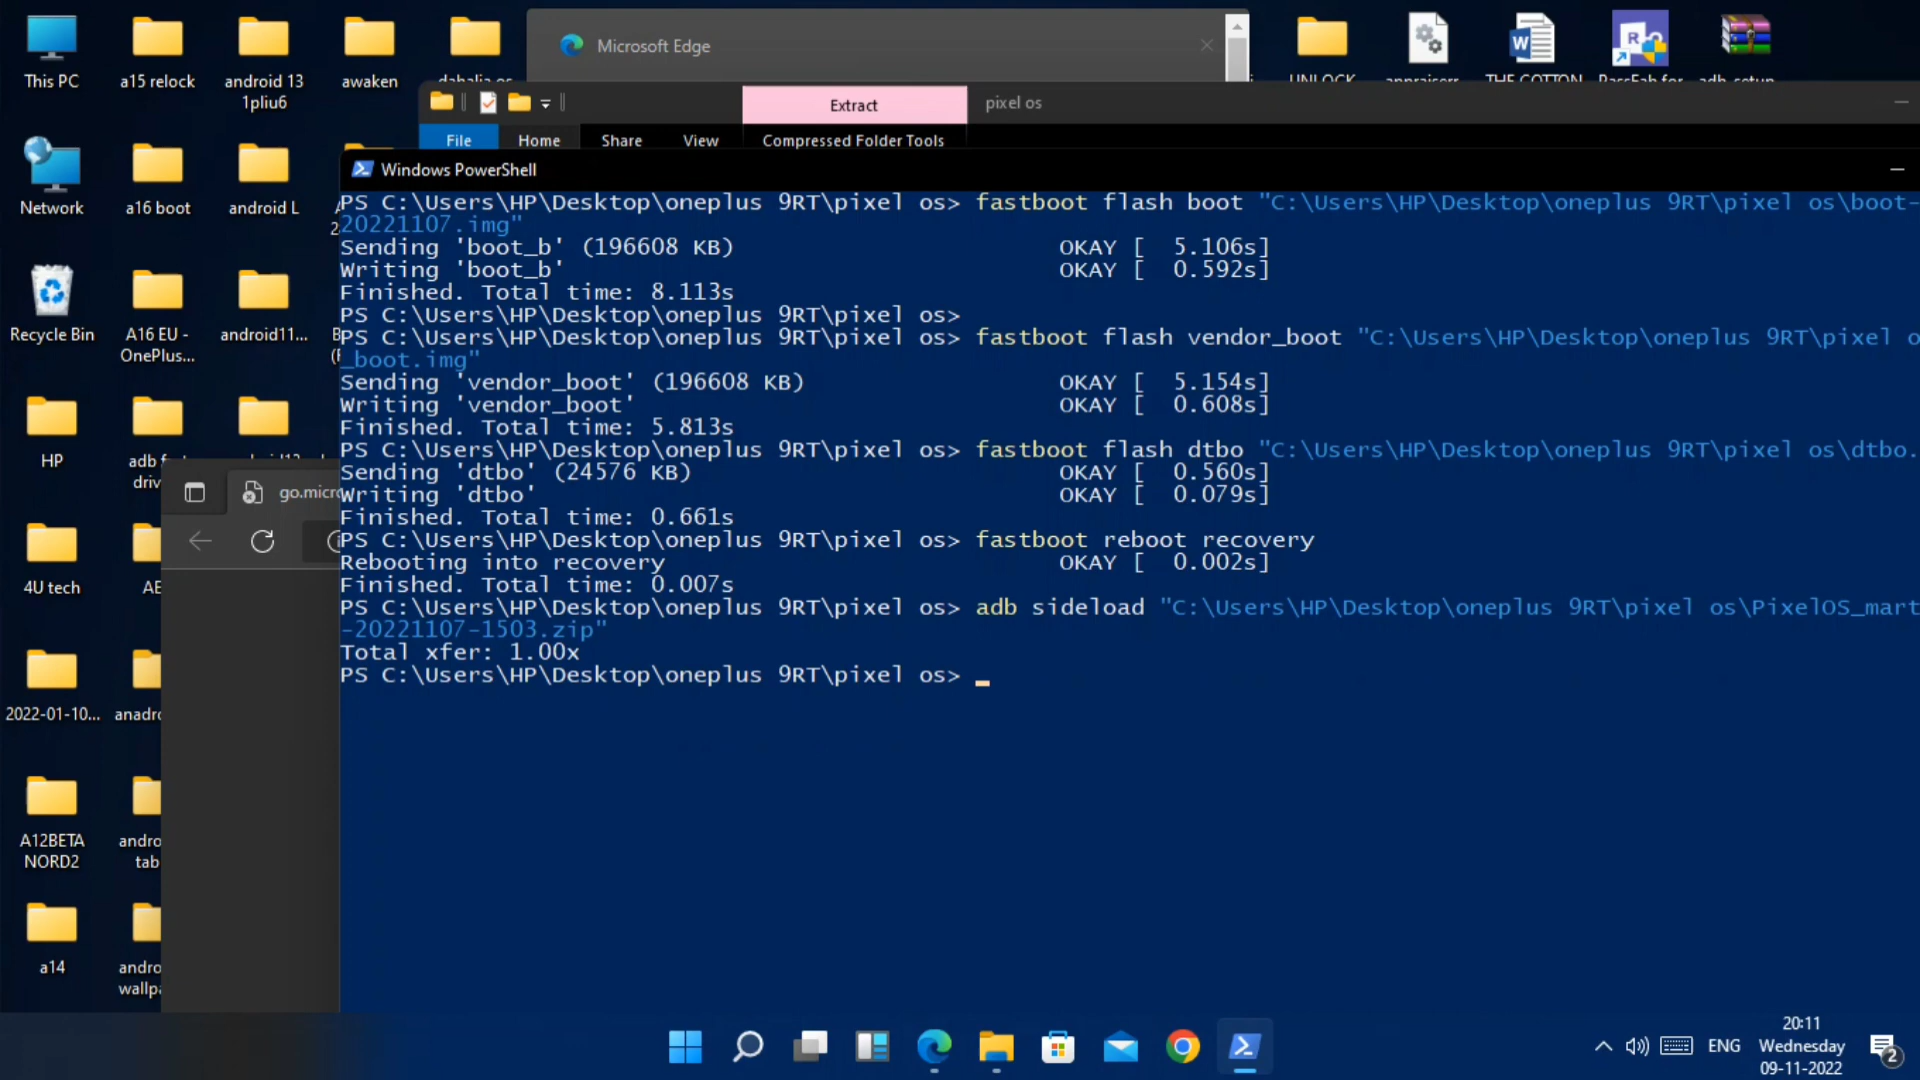 This PC
a15 relock
android 13
1pliu6
awaken
Microsoft Edge
Extract
pixel os
File
Home
Share
View
Compressed Folder Tools
Windows PowerShell
Network
a16 boot
android L
Recycle Bin
A16 EU -
OnePlus...
android11...
HP
4U tech
2022-01-10...
A12BETA
NORD2
a14
go.micro
PS C:\Users\HP\Desktop\oneplus 9RT\pixel os> fastboot flash boot "C:\Users\HP\Desktop\oneplus 9RT\pixel os\boot-
20221107.img"
Sending 'boot_b' (196608 KB) OKAY [ 5.106s]
Writing 'boot_b' OKAY [ 0.592s]
Finished. Total time: 8.113s
PS C:\Users\HP\Desktop\oneplus 9RT\pixel os>
PS C:\Users\HP\Desktop\oneplus 9RT\pixel os> fastboot flash vendor_boot "C:\Users\HP\Desktop\oneplus 9RT\pixel o
_boot.img"
Sending 'vendor_boot' (196608 KB) OKAY [ 5.154s]
Writing 'vendor_boot' OKAY [ 0.608s]
Finished. Total time: 5.813s
PS C:\Users\HP\Desktop\oneplus 9RT\pixel os> fastboot flash dtbo "C:\Users\HP\Desktop\oneplus 9RT\pixel os\dtbo.
Sending 'dtbo' (24576 KB) OKAY [ 0.560s]
Writing 'dtbo' OKAY [ 0.079s]
Finished. Total time: 0.661s
PS C:\Users\HP\Desktop\oneplus 9RT\pixel os> fastboot reboot recovery
Rebooting into recovery OKAY [ 0.002s]
Finished. Total time: 0.007s
PS C:\Users\HP\Desktop\oneplus 9RT\pixel os> adb sideload "C:\Users\HP\Desktop\oneplus 9RT\pixel os\PixelOS_mart
-20221107-1503.zip"
Total xfer: 1.00x
PS C:\Users\HP\Desktop\oneplus 9RT\pixel os>
ENG
20:11
Wednesday
09-11-2022
2